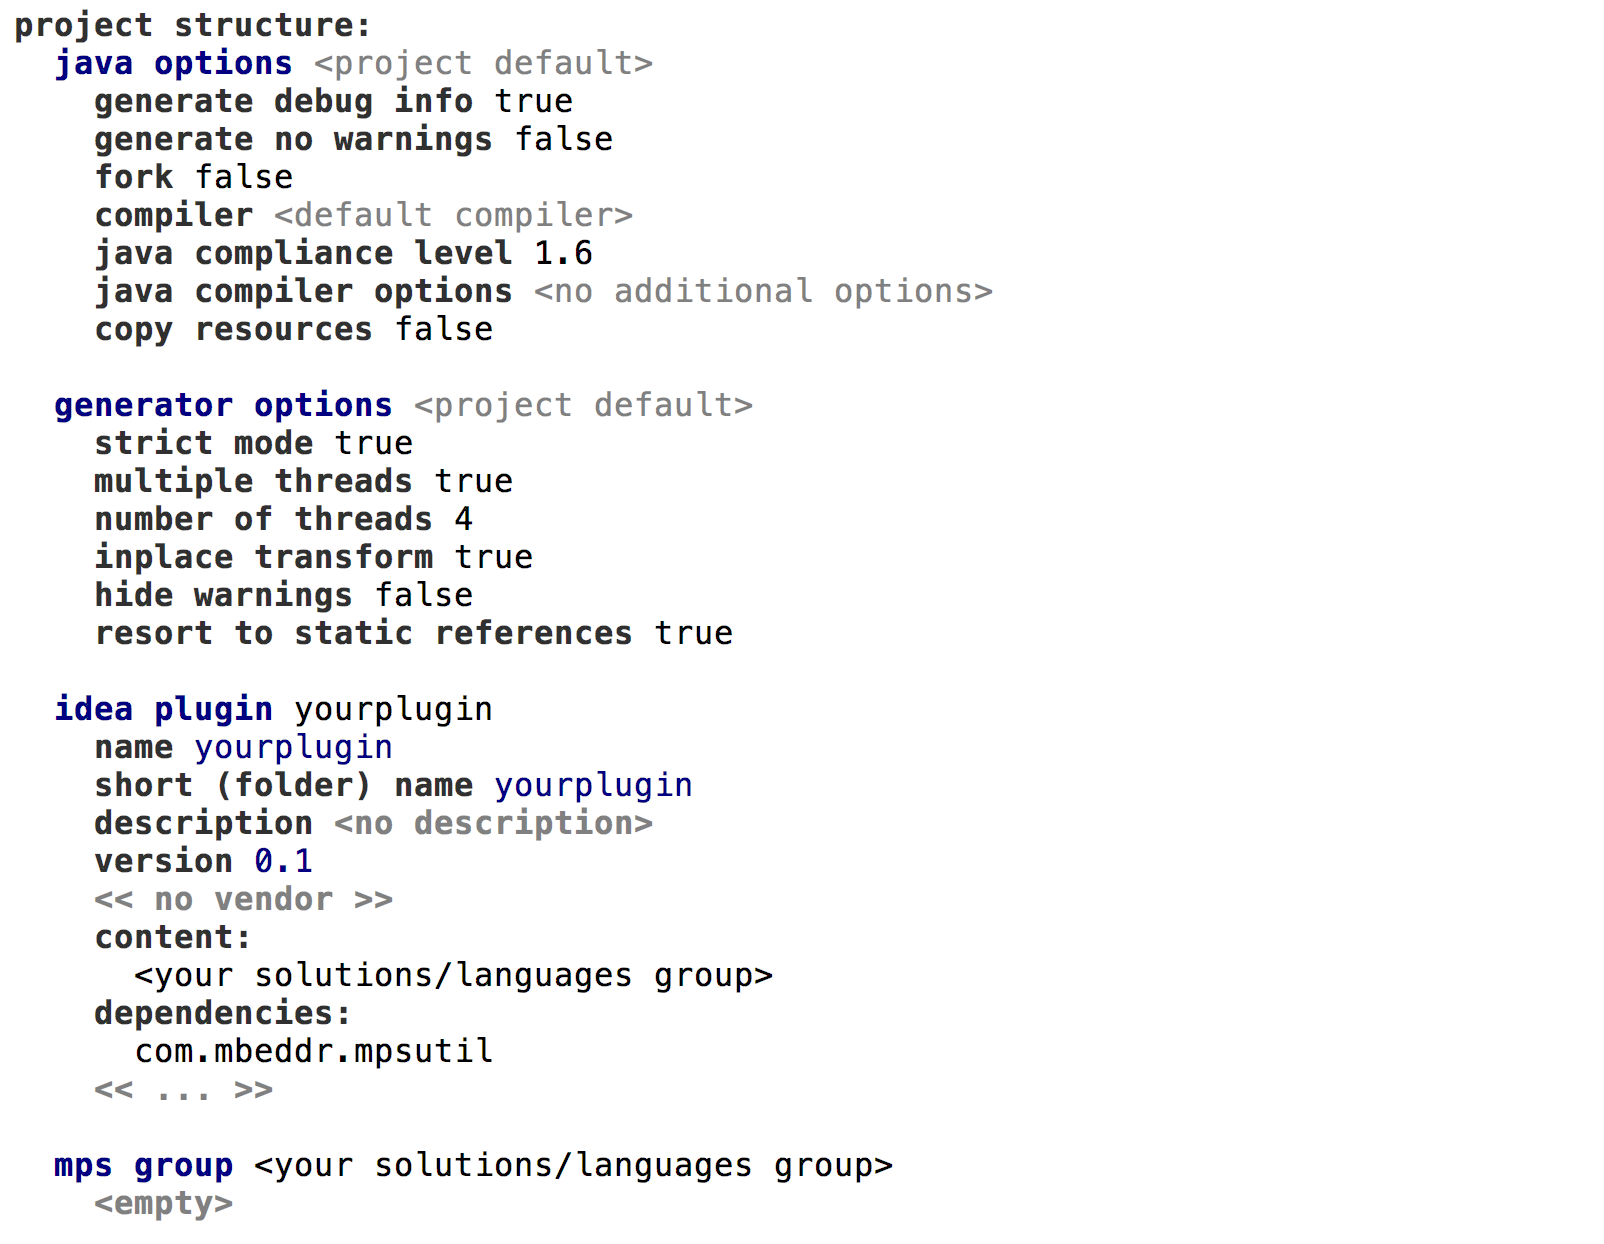 project structure:
java options <project default>
generate debug info true
generate no warnings false
fork false
compiler <default compiler>
java compliance level 1.6
java compiler options <no additional options>
copy resources false
generator options <project default>
strict mode true
multiple threads true
number of threads 4
inplace transform true
hide warnings false
resort to static references true
idea plugin yourplugin
name yourplugin
short (folder) name yourplugin
description <no description>
version 0.1
<< no vendor >>
content:
<your solutions/languages group>
dependencies:
com.mbeddr.mpsutil
<< ... >>
mps group <your solutions/languages group>
<empty>